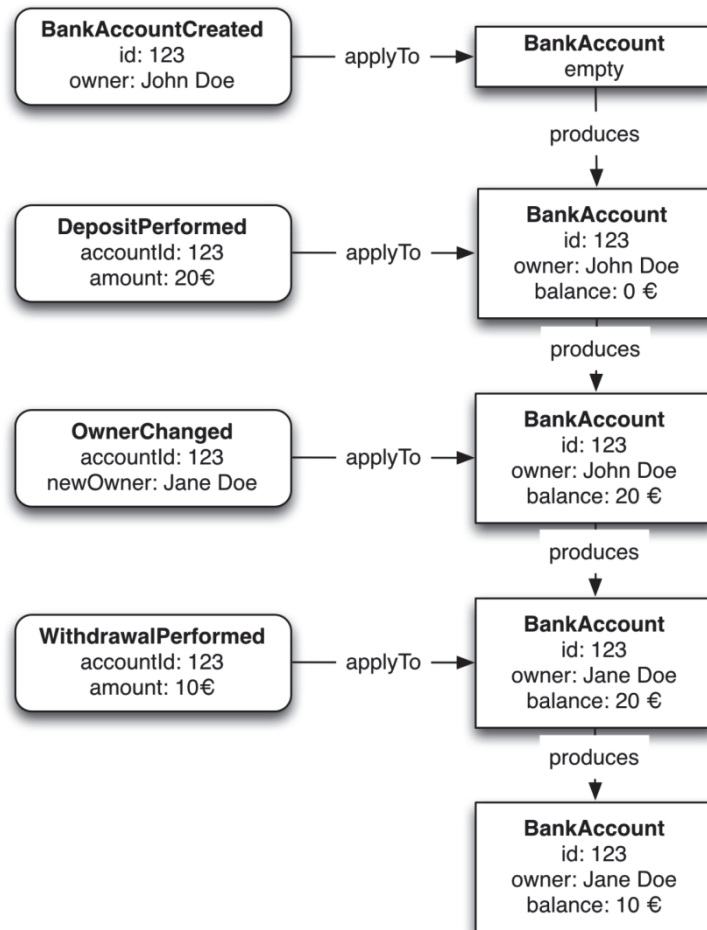 BankAccountCreated
id: 123
owner: John Doe
applyTo
BankAccount
empty
produces
DepositPerformed
accountId: 123
amount: 20€
applyTo
BankAccount
id: 123
owner: John Doe
balance: 0 €
produces
OwnerChanged
accountId: 123
newOwner: Jane Doe
applyTo
BankAccount
id: 123
owner: John Doe
balance: 20 €
produces
WithdrawalPerformed
accountId: 123
amount: 10€
applyTo
BankAccount
id: 123
owner: Jane Doe
balance: 20 €
produces
BankAccount
id: 123
owner: Jane Doe
balance: 10 €